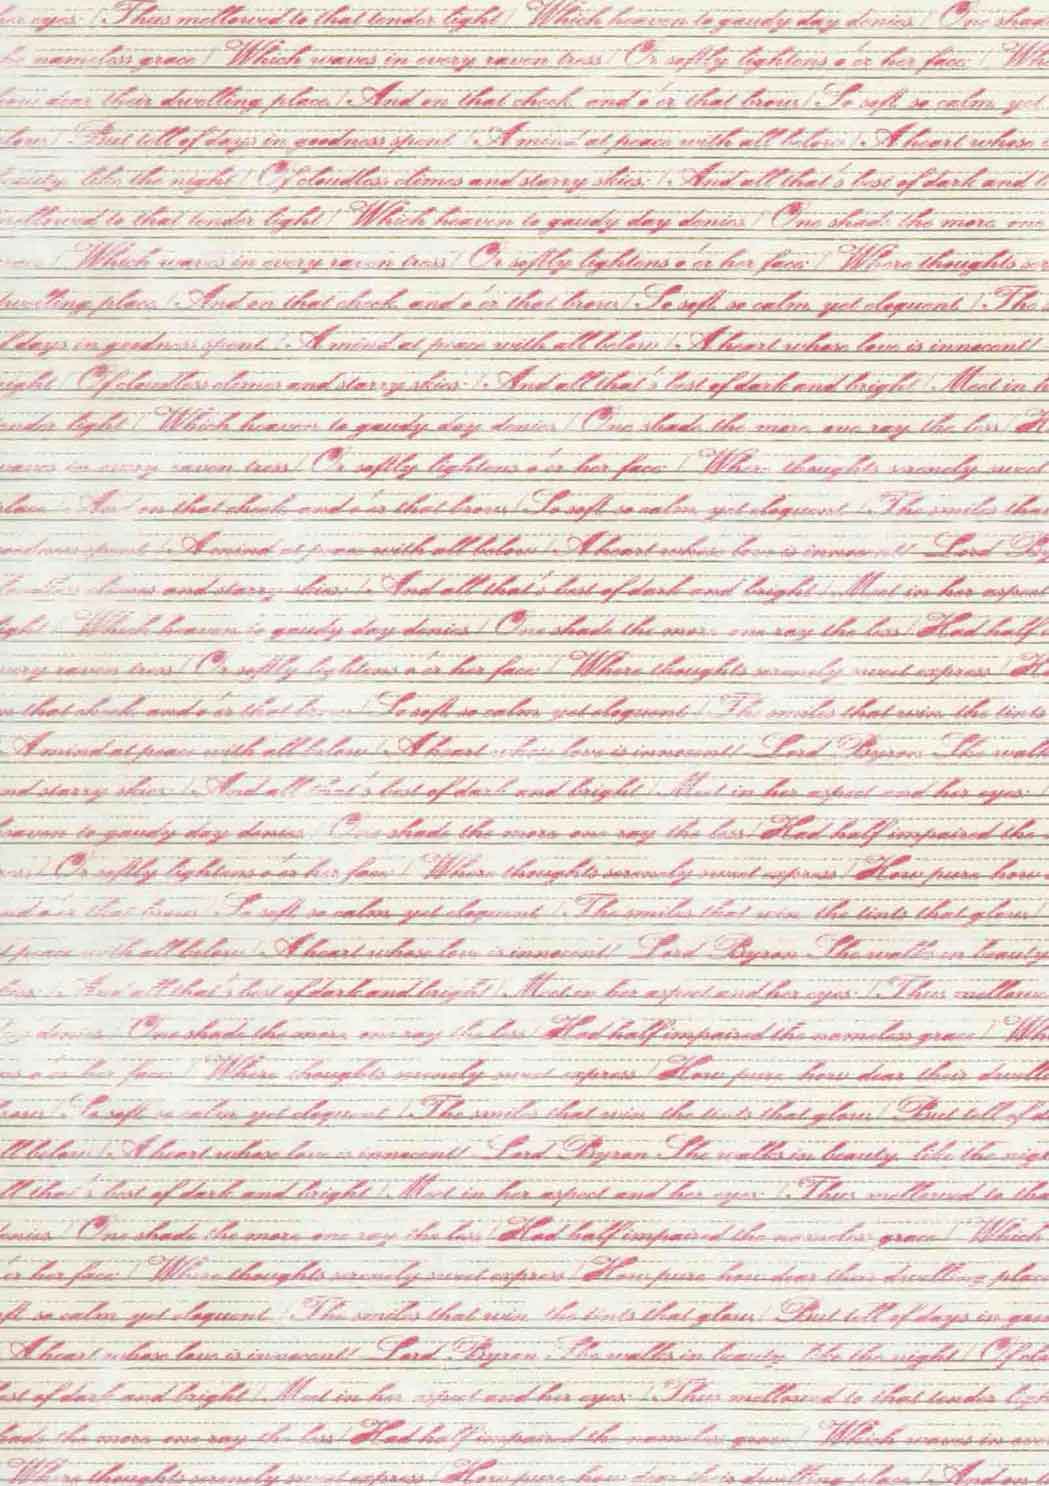 her eyes: / Thus mellowed to that tender light / Which heaven to gaudy day denies. / One shade
the nameless grace / Which waves in every raven tress / Or softly lightens o'er her face: / Whe
how dear their dwelling place. / And on that cheek, and o'er that brow / So soft, so calm, yet
glow / But tell of days in goodness spent / A mind at peace with all below / A heart whose
beauty, like the night / Of cloudless climes and starry skies: / And all that's best of dark and
mellowed to that tender light / Which heaven to gaudy day denies. / One shade the more, one
/ Which waves in every raven tress / Or softly lightens o'er her face: / Where thoughts ser
dwelling place. / And on that cheek, and o'er that brow / So soft, so calm, yet eloquent / The
of days in goodness spent / A mind at peace with all below / A heart whose love is innocent!
night / Of cloudless climes and starry skies: / And all that's best of dark and bright / Meet in h
tender light / Which heaven to gaudy day denies. / One shade the more, one ray the less / H
waves in every raven tress / Or softly lightens o'er her face: / Where thoughts serenely sweet
place / And on that cheek, and o'er that brow / So soft, so calm, yet eloquent / The smiles that
goodness spent / A mind at peace with all below / A heart whose love is innocent! Lord By
cloudless climes and starry skies: / And all that's best of dark and bright / Meet in her aspect
light / Which heaven to gaudy day denies. / One shade the more, one ray the less / Had half
every raven tress / Or softly lightens o'er her face: / Where thoughts serenely sweet express / H
on that cheek, and o'er that brow / So soft, so calm, yet eloquent / The smiles that win, the tints
A mind at peace with all below / A heart whose love is innocent! Lord Byron She walk
and starry skies: / And all that's best of dark and bright / Meet in her aspect and her eyes: /
heaven to gaudy day denies. / One shade the more, one ray the less / Had half impaired the
/ Or softly lightens o'er her face: / Where thoughts serenely sweet express / How pure, how
and o'er that brow / So soft, so calm, yet eloquent / The smiles that win, the tints that glow /
at peace with all below / A heart whose love is innocent! Lord Byron She walks in beauty,
/ And all that's best of dark and bright / Meet in her aspect and her eyes: / Thus mellowe
day denies. / One shade the more, one ray the less / Had half impaired the nameless grace / Wh
o'er her face: / Where thoughts serenely sweet express / How pure, how dear their dwell
brow / So soft, so calm, yet eloquent / The smiles that win, the tints that glow / But tell of d
all below / A heart whose love is innocent! Lord Byron She walks in beauty, like the nig
all that's best of dark and bright / Meet in her aspect and her eyes: / Thus mellowed to tha
denies. / One shade the more, one ray the less / Had half impaired the nameless grace / Which
o'er her face: / Where thoughts serenely sweet express / How pure, how dear their dwelling place
soft, so calm, yet eloquent / The smiles that win, the tints that glow / But tell of days in goo
A heart whose love is innocent! Lord Byron She walks in beauty, like the night / Of clo
best of dark and bright / Meet in her aspect and her eyes: / Thus mellowed to that tender ligh
shade the more, one ray the less / Had half impaired the nameless grace / Which waves in eve
Where thoughts serenely sweet express / How pure, how dear their dwelling place. / And on t